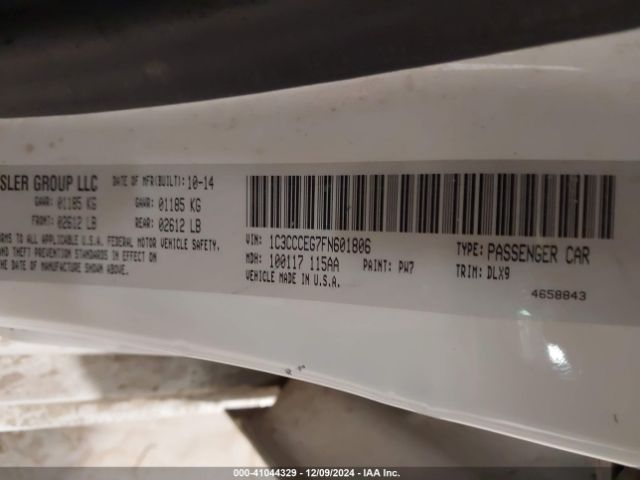 SLER GROUP LLC
DATE OF MFR(BUILT): 10-14
GAWR: 01185 KG
GAWR: 01185 KG
FRONT: 02612 LB
REAR: 02612 LB
ORMS TO ALL APPLICABLE U.S.A. FEDERAL MOTOR VEHICLE SAFETY,
AND THEFT PREVENTION STANDARDS IN EFFECT
DATE OF MANUFACTURE SHOWN ABOVE.
VIN: 1C3CCCEG7FN601806
TYPE: PASSENGER CAR
MDH: 100117 115AA
PAINT: PW7
TRIM: DLX9
VEHICLE MADE IN U.S.A.
4658843
000-41044329 - 12/09/2024 - IAA Inc.